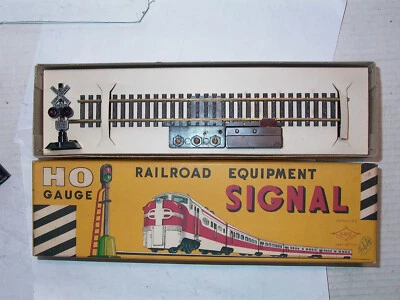 HO
GAUGE
RAILROAD EQUIPMENT
SIGNAL